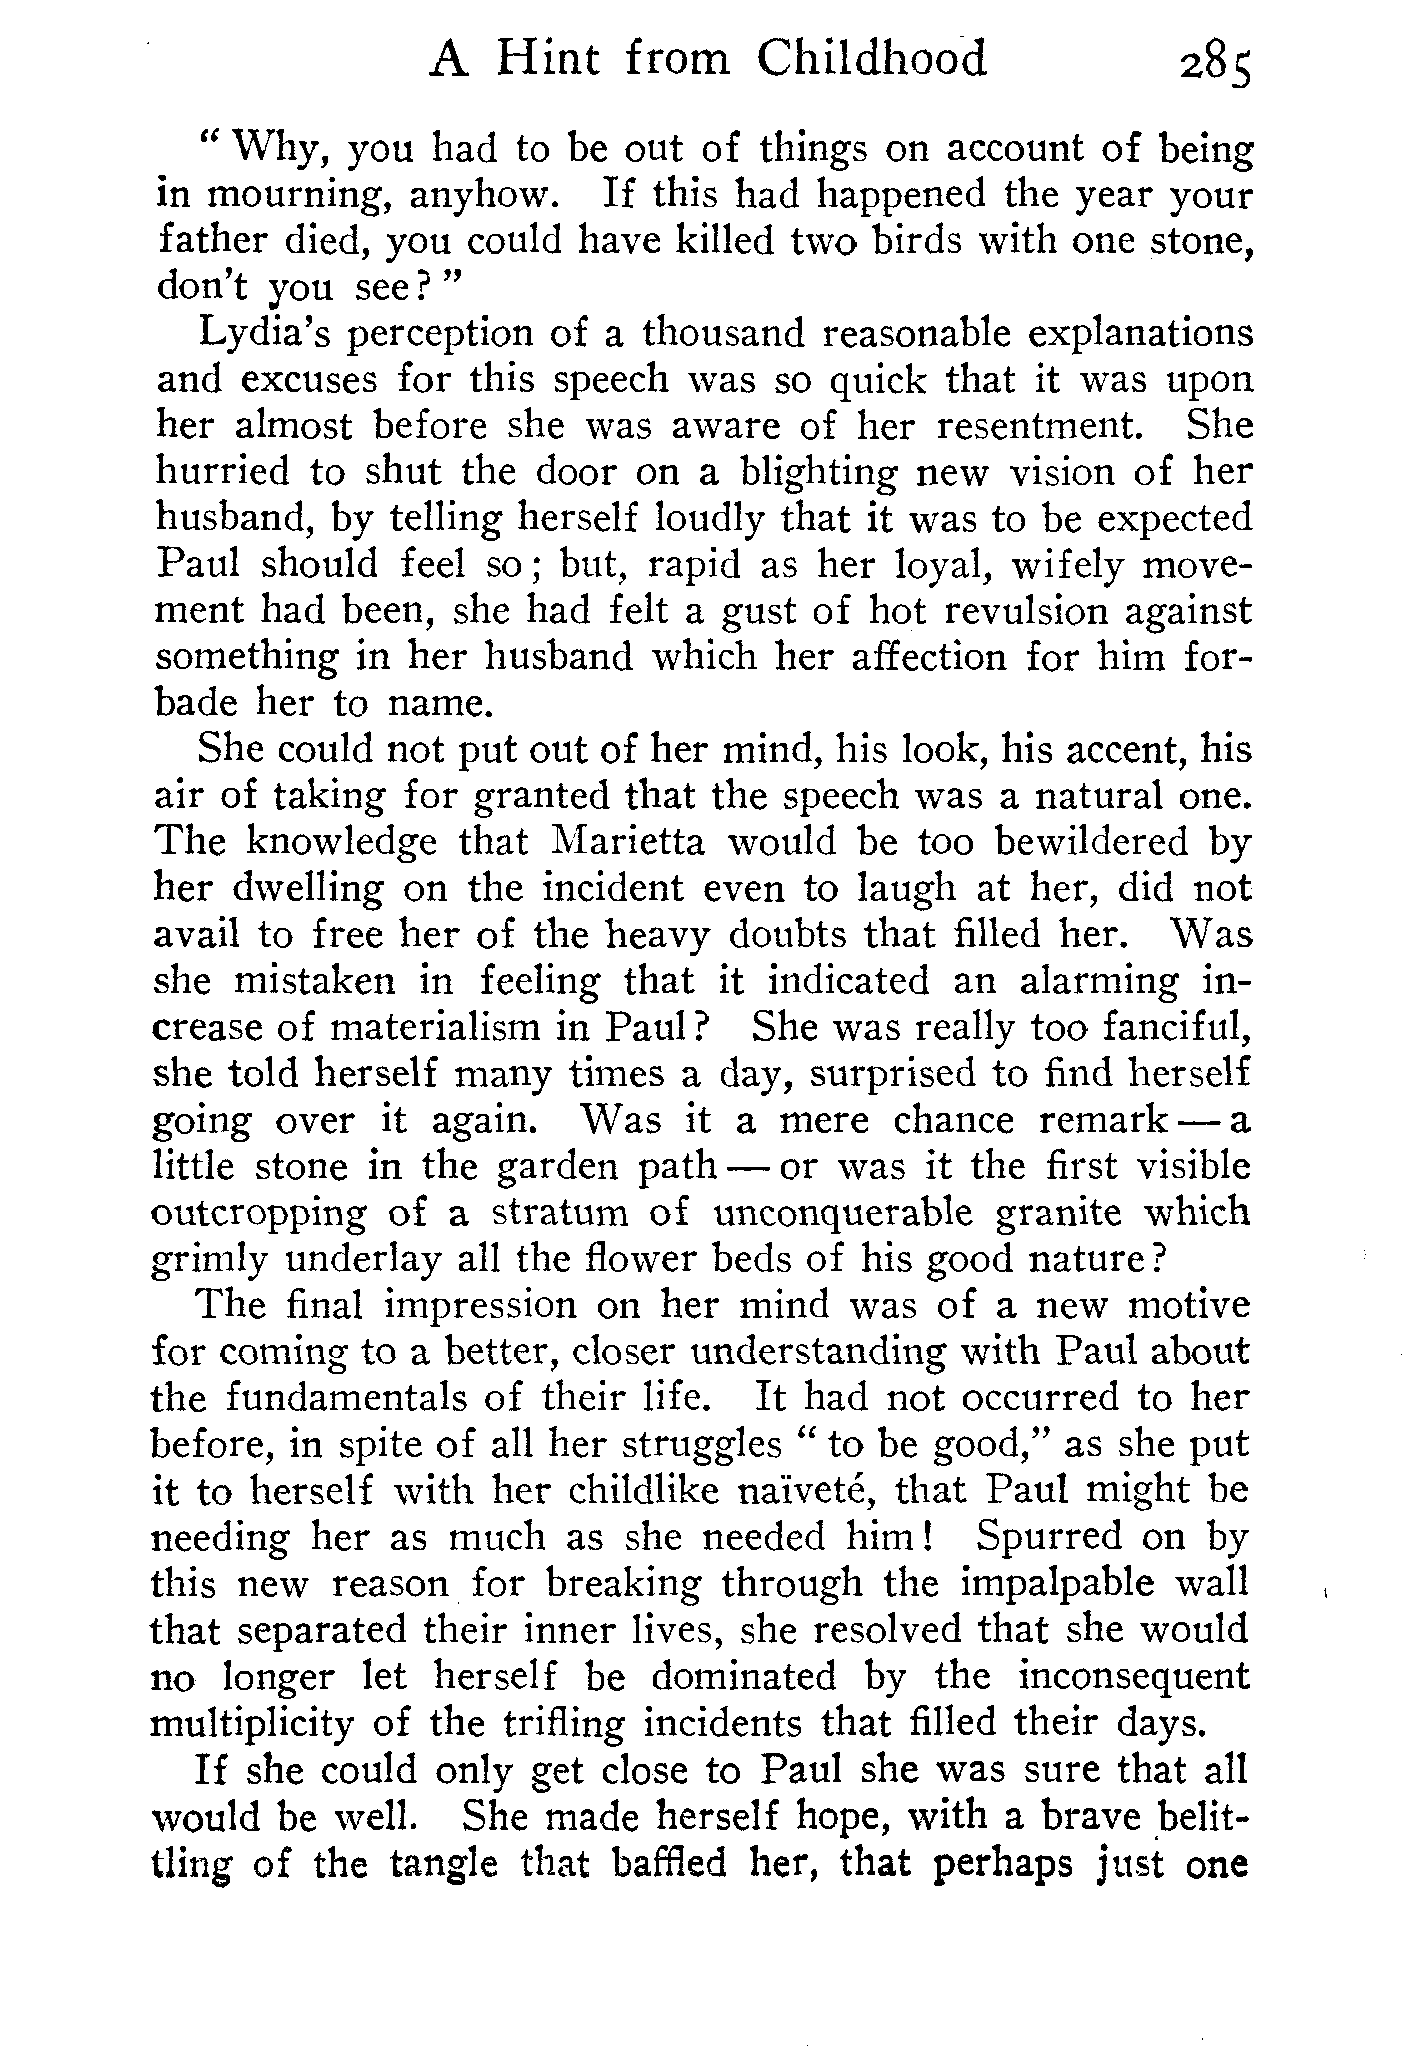 A Hint from Childhood 285
" Why, you had to be out of things on account of being
in mourning, anyhow. If this had happened the year your
father died, you could have killed two birds with one stone,
don't you see? "
Lydia's perception of a thousand reasonable explanations
and excuses for this speech was so quick that it was upon
her almost before she was aware of her resentment. She
hurried to shut the door on a blighting new vision of her
husband, by telling herself loudly that it was to be expected
Paul should feel so; but, rapid as her loyal, wifely move-
ment had been, she had felt a gust of hot revulsion against
something in her husband which her affection for him for-
bade her to name.
She could not put out of her mind, his look, his accent, his
air of taking for granted that the speech was a natural one.
The knowledge that Marietta would be too bewildered by
her dwelling on the incident even to laugh at her, did not
avail to free her of the heavy doubts that filled her. Was
she mistaken in feeling that it indicated an alarming in-
crease of materialism in Paul? She was really too fanciful,
she told herself many times a day, surprised to find herself
going over it again. Was it a mere chance remark — a
little stone in the garden path — or was it the first visible
outcropping of a stratum of unconquerable granite which
grimly underlay all the flower beds of his good nature?
The final impression on her mind was of a new motive
for coming to a better, closer understanding with Paul about
the fundamentals of their life. It had not occurred to her
before, in spite of all her struggles " to be good," as she put
it to herself with her childlike naïveté, that Paul might be
needing her as much as she needed him! Spurred on by
this new reason for breaking through the impalpable wall
that separated their inner lives, she resolved that she would
no longer let herself be dominated by the inconsequent
multiplicity of the trifling incidents that filled their days.
If she could only get close to Paul she was sure that all
would be well. She made herself hope, with a brave belit-
tling of the tangle that baffled her, that perhaps just one